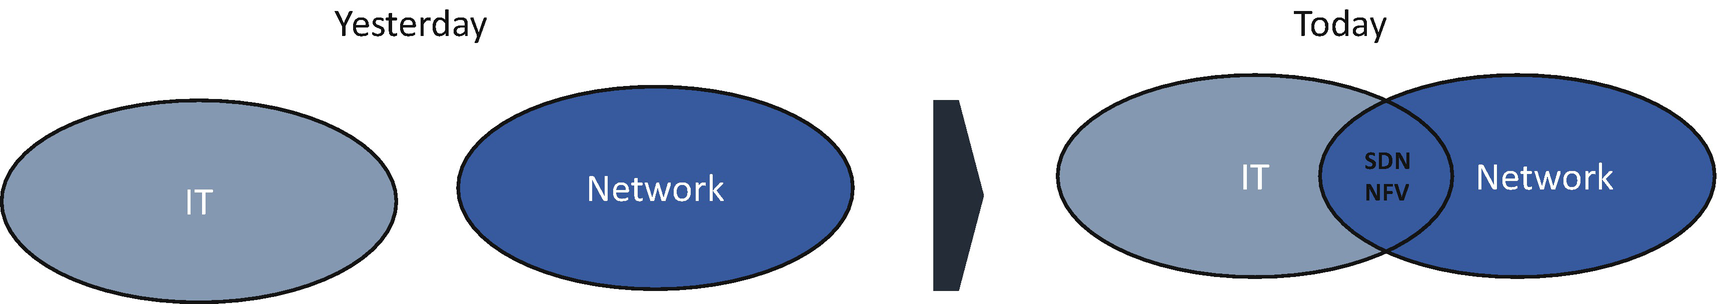 Yesterday
Today
IT
Network
IT
SDN
NFV
Network